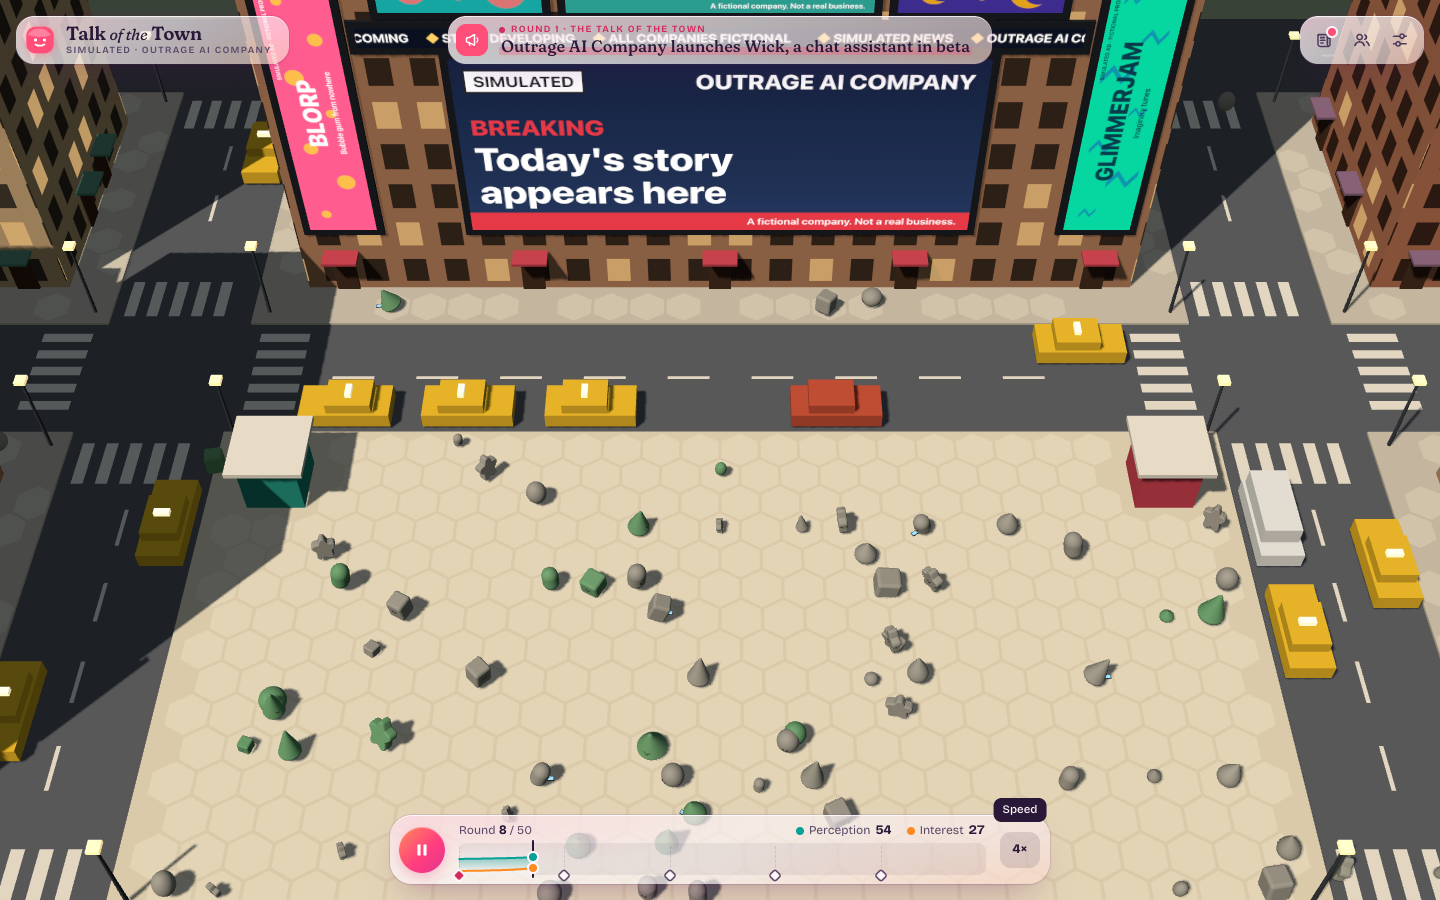 Talk of the Town
SIMULATED · OUTRAGE AI COMPANY
ROUND 1 · THE TALK OF THE TOWN
Outrage AI Company launches Wick, a chat assistant in beta
A fictional company. Not a real business.
COMING
DEVELOPING
ALL COMPANIES FICTIONAL
SIMULATED NEWS
OUTRAGE AI CO
SIMULATED
OUTRAGE AI COMPANY
BREAKING
Today's story
appears here
A fictional company. Not a real business.
BLORP
Bubble gum from nowhere
GLIMMERJAM
Imaginary tunes
Speed
Round 8 / 50
Perception 54
Interest 27
4×